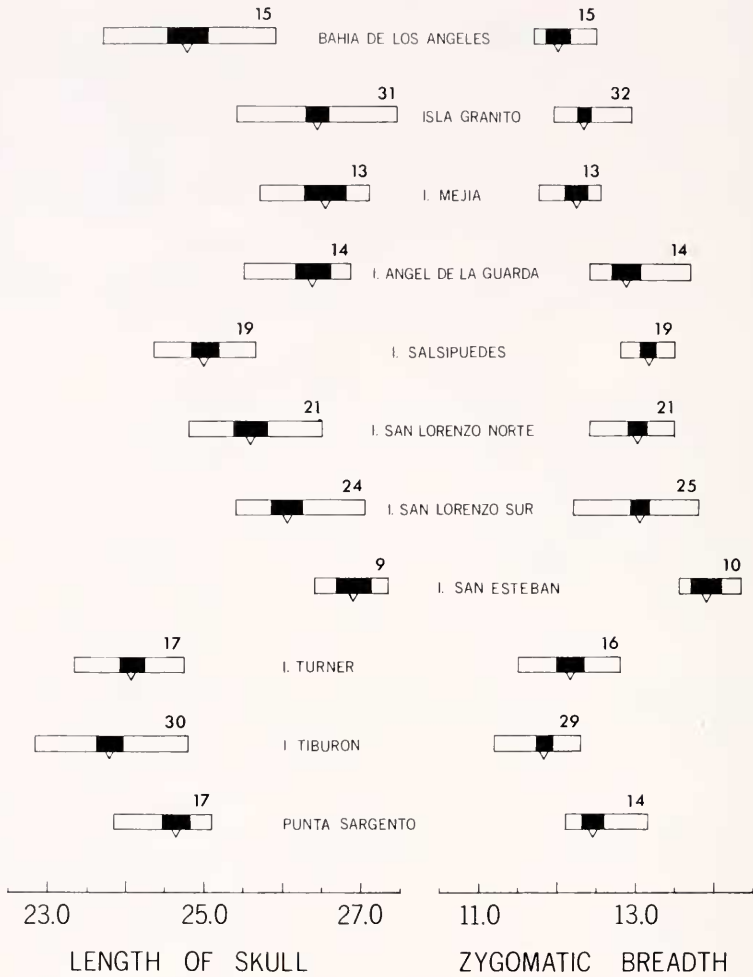 15 15
BAHIA DE LOS ANGELES
31 32
ISLA GRANITO
13 13
I. MEJIA
14 14
I. ANGEL DE LA GUARDA
19 19
I. SALSIPUEDES
21 21
I. SAN LORENZO NORTE
24 25
I. SAN LORENZO SUR
9 10
I. SAN ESTEBAN
17 16
I. TURNER
30 29
I TIBURON
17 14
PUNTA SARGENTO
23.0 25.0 27.0 11.0 13.0
LENGTH OF SKULL ZYGOMATIC BREADTH